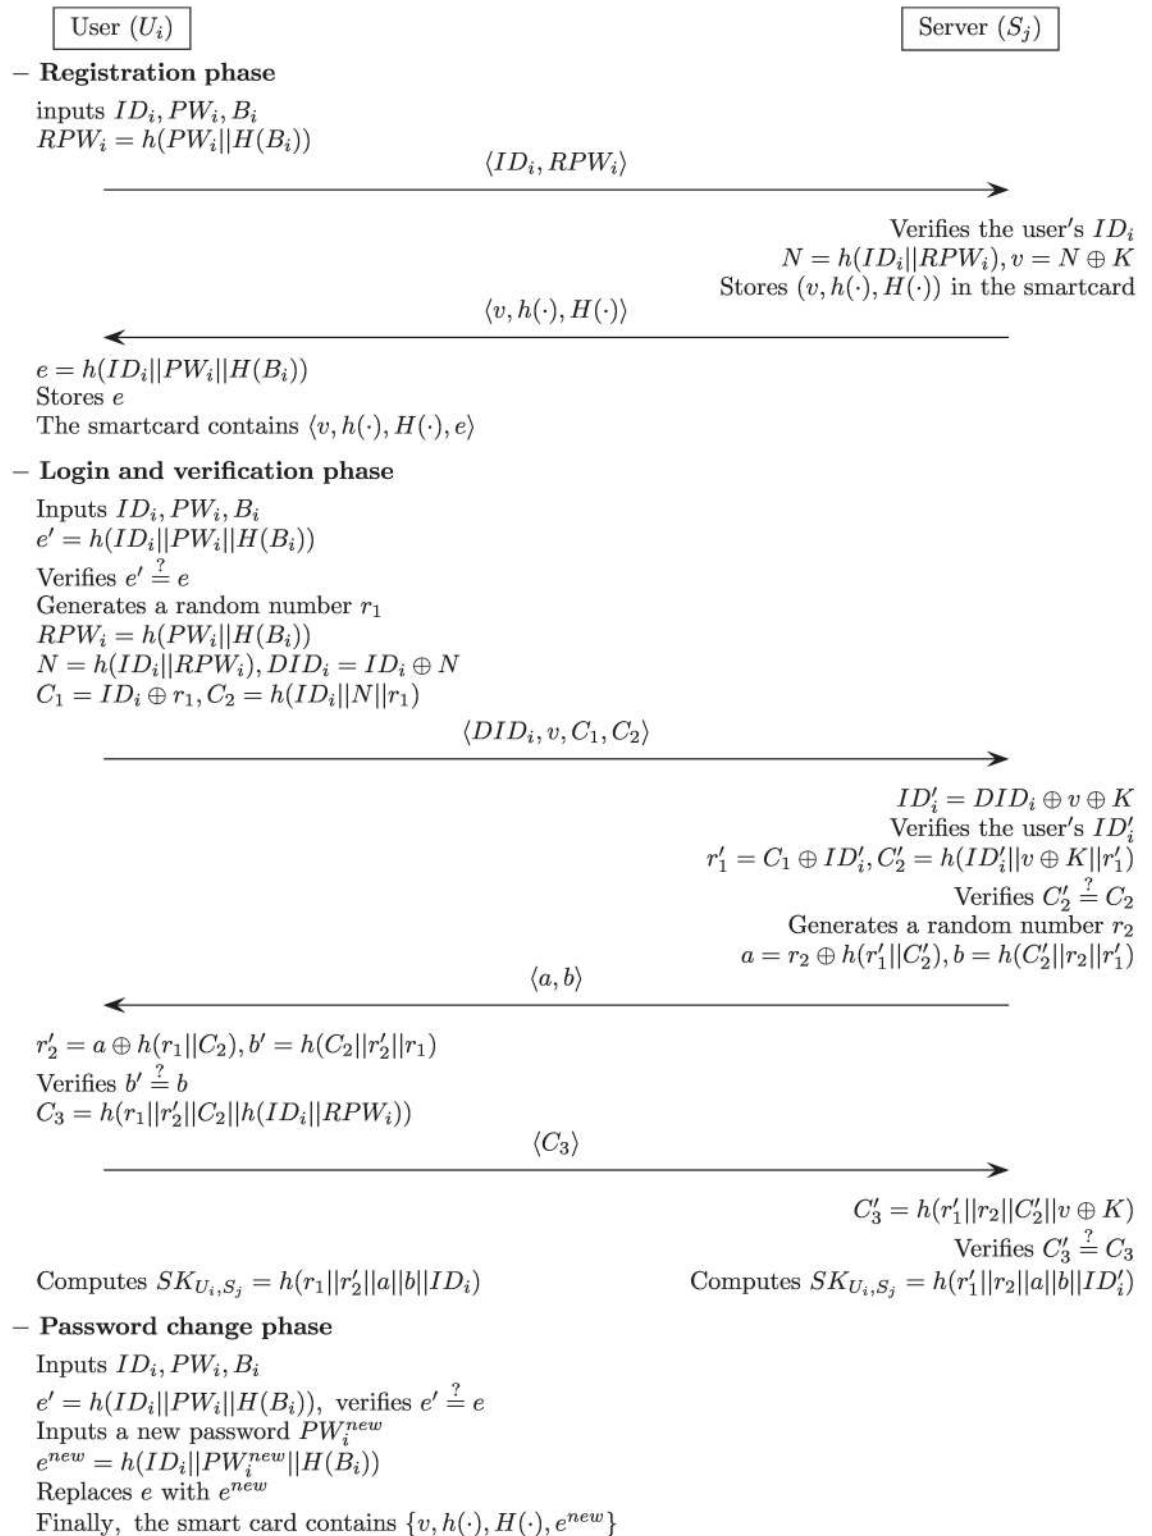 User (U_i)
Server (S_j)
− Registration phase
inputs ID_i, PW_i, B_i
RPW_i = h(PW_i||H(B_i))
⟨ID_i, RPW_i⟩
Verifies the user's ID_i
N = h(ID_i||RPW_i), v = N ⊕ K
Stores (v, h(·), H(·)) in the smartcard
⟨v, h(·), H(·)⟩
e = h(ID_i||PW_i||H(B_i))
Stores e
The smartcard contains ⟨v, h(·), H(·), e⟩
− Login and verification phase
Inputs ID_i, PW_i, B_i
e′ = h(ID_i||PW_i||H(B_i))
Verifies e′ ≟ e
Generates a random number r_1
RPW_i = h(PW_i||H(B_i))
N = h(ID_i||RPW_i), DID_i = ID_i ⊕ N
C_1 = ID_i ⊕ r_1, C_2 = h(ID_i||N||r_1)
⟨DID_i, v, C_1, C_2⟩
ID′_i = DID_i ⊕ v ⊕ K
Verifies the user's ID′_i
r′_1 = C_1 ⊕ ID′_i, C′_2 = h(ID′_i||v ⊕ K||r′_1)
Verifies C′_2 ≟ C_2
Generates a random number r_2
a = r_2 ⊕ h(r′_1||C′_2), b = h(C′_2||r_2||r′_1)
⟨a, b⟩
r′_2 = a ⊕ h(r_1||C_2), b′ = h(C_2||r′_2||r_1)
Verifies b′ ≟ b
C_3 = h(r_1||r′_2||C_2||h(ID_i||RPW_i))
⟨C_3⟩
C′_3 = h(r′_1||r_2||C′_2||v ⊕ K)
Verifies C′_3 ≟ C_3
Computes SK_{U_i,S_j} = h(r_1||r′_2||a||b||ID_i)
Computes SK_{U_i,S_j} = h(r′_1||r_2||a||b||ID′_i)
− Password change phase
Inputs ID_i, PW_i, B_i
e′ = h(ID_i||PW_i||H(B_i)), verifies e′ ≟ e
Inputs a new password PW_i^{new}
e^{new} = h(ID_i||PW_i^{new}||H(B_i))
Replaces e with e^{new}
Finally, the smart card contains {v, h(·), H(·), e^{new}}